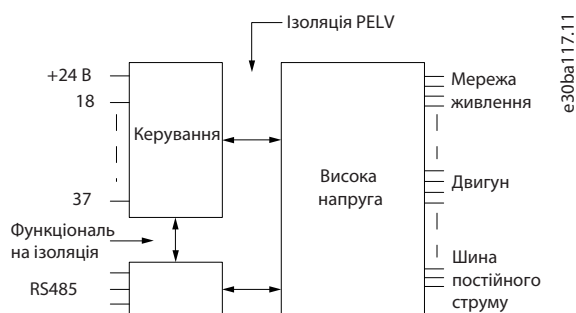 Ізоляція PELV
e30ba117.11
+24 В
18
Керування
37
Функціональ
на ізоляція
RS485
Висока
напруга
Мережа
живлення
Двигун
Шина
постійного
струму